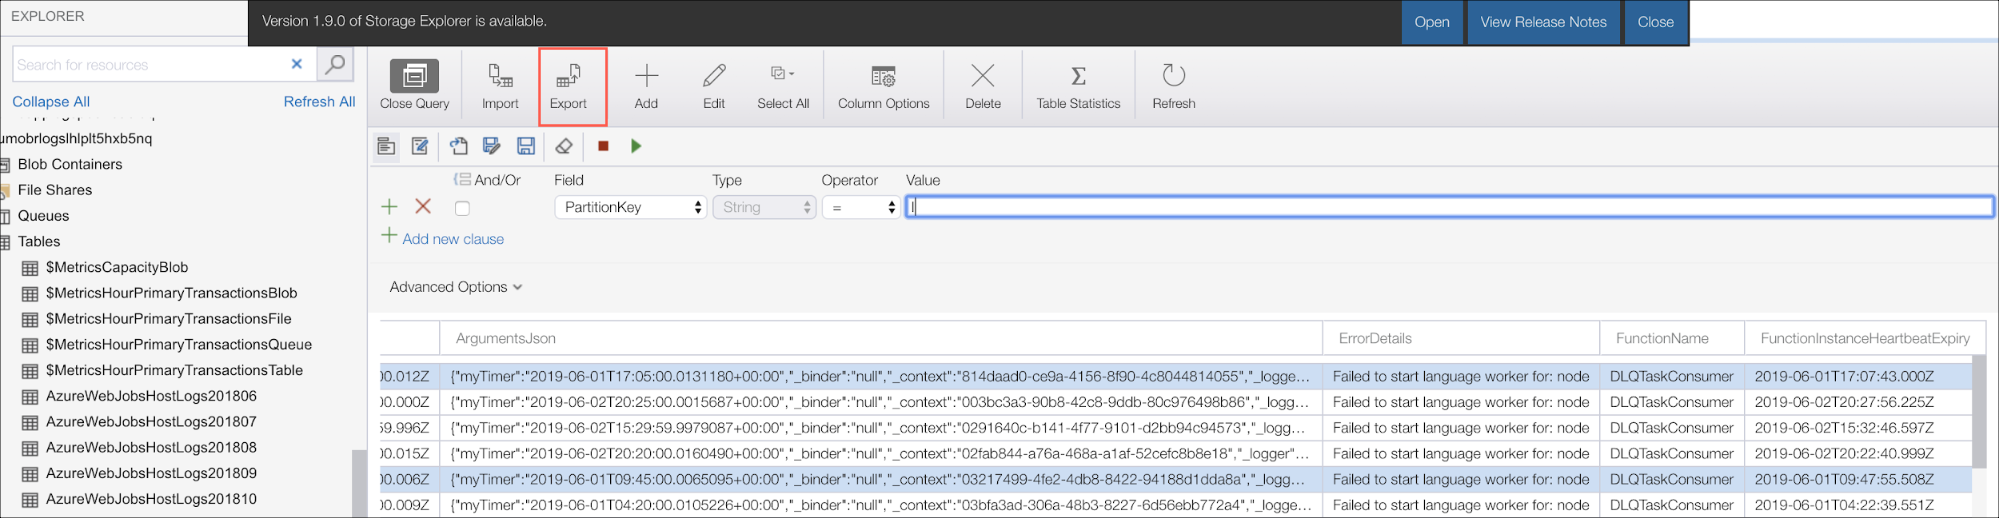 EXPLORER
Version 1.9.0 of Storage Explorer is available.
Open
View Release Notes
Close
Search for resources
Collapse All
Refresh All
Close Query
Import
Export
Add
Edit
Select All
Column Options
Delete
Table Statistics
Refresh
umobrlogslhlplt5hxb5nq
Blob Containers
File Shares
Queues
Tables
$MetricsCapacityBlob
$MetricsHourPrimaryTransactionsBlob
$MetricsHourPrimaryTransactionsFile
$MetricsHourPrimaryTransactionsQueue
$MetricsHourPrimaryTransactionsTable
AzureWebJobsHostLogs201806
AzureWebJobsHostLogs201807
AzureWebJobsHostLogs201808
AzureWebJobsHostLogs201809
AzureWebJobsHostLogs201810
And/Or Field Type Operator Value
PartitionKey String = I
Add new clause
Advanced Options
ArgumentsJson ErrorDetails FunctionName FunctionInstanceHeartbeatExpiry
00.012Z {"myTimer":"2019-06-01T17:05:00.0131180+00:00","_binder":"null","_context":"814daad0-ce9a-4156-8f90-4c8044814055","_logge... Failed to start language worker for: node DLQTaskConsumer 2019-06-01T17:07:43.000Z
00.000Z {"myTimer":"2019-06-02T20:25:00.0015687+00:00","_binder":"null","_context":"003bc3a3-90b8-42c8-9ddb-80c976498b86","_logg... Failed to start language worker for: node DLQTaskConsumer 2019-06-02T20:27:56.225Z
59.996Z {"myTimer":"2019-06-02T15:29:59.9979087+00:00","_binder":"null","_context":"0291640c-b141-4f77-9101-d2bb94c94573","_logg... Failed to start language worker for: node DLQTaskConsumer 2019-06-02T15:32:46.597Z
00.015Z {"myTimer":"2019-06-02T20:20:00.0160490+00:00","_binder":"null","_context":"02fab844-a76a-468a-a1af-52cefc8b8e18","_logger"... Failed to start language worker for: node DLQTaskConsumer 2019-06-02T20:22:40.999Z
00.006Z {"myTimer":"2019-06-01T09:45:00.0065095+00:00","_binder":"null","_context":"03217499-4fe2-4db8-8422-94188d1dda8a","_logg... Failed to start language worker for: node DLQTaskConsumer 2019-06-01T09:47:55.508Z
00.009Z {"myTimer":"2019-06-01T04:20:00.0105226+00:00","_binder":"null","_context":"03bfa3ad-306a-48b3-8227-6d56ebb772a4","_logg... Failed to start language worker for: node DLQTaskConsumer 2019-06-01T04:22:39.551Z